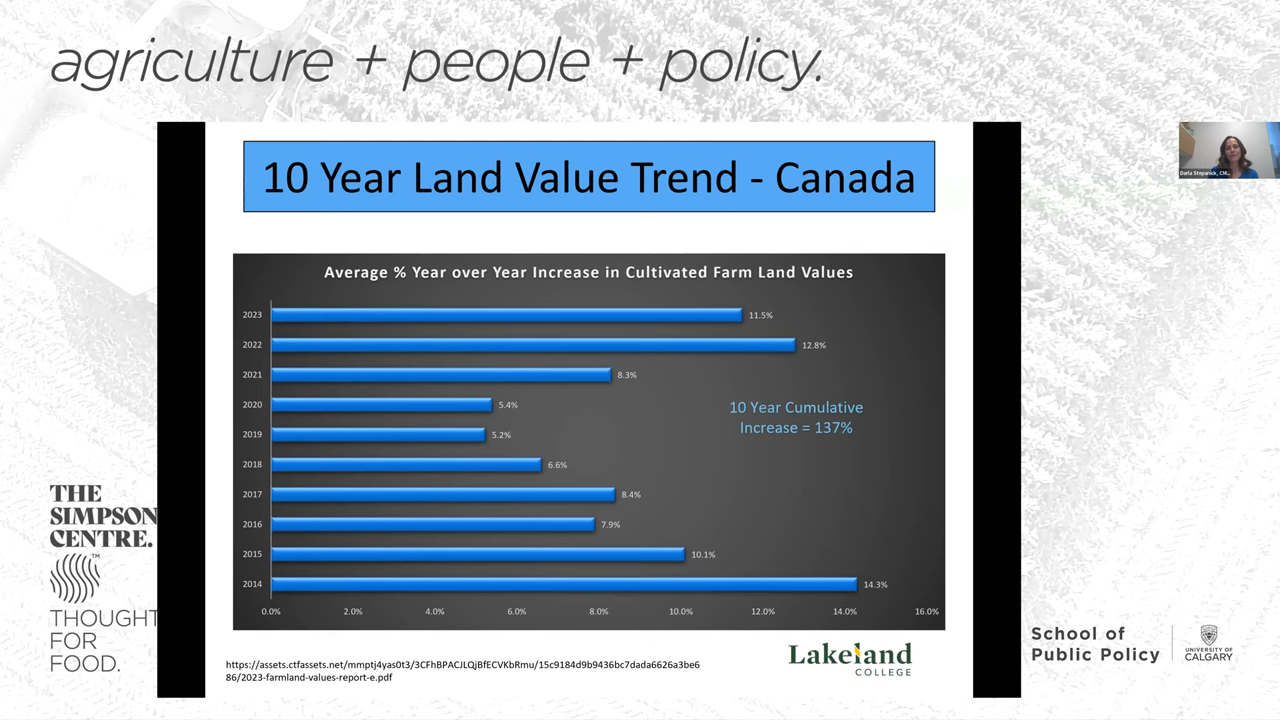 agriculture + people + policy.
10 Year Land Value Trend - Canada
Average % Year over Year Increase in Cultivated Farm Land Values
2023 11.5%
2022 12.8%
2021 8.3%
2020 5.4%
2019 5.2%
2018 6.6%
2017 8.4%
2016 7.9%
2015 10.1%
2014 14.3%
0.0% 2.0% 4.0% 6.0% 8.0% 10.0% 12.0% 14.0% 16.0%
10 Year Cumulative
Increase = 137%
https://assets.ctfassets.net/mmptj4yas0t3/3CFhBPACJLQjBfECVKbRmu/15c9184d9b9436bc7dada6626a3be6
86/2023-farmland-values-report-e.pdf
Lakeland
COLLEGE
Darla Stepanick, CM...
THE
SIMPSON
CENTRE.
TM
THOUGHT
FOR
FOOD.
School of
Public Policy
UNIVERSITY OF
CALGARY